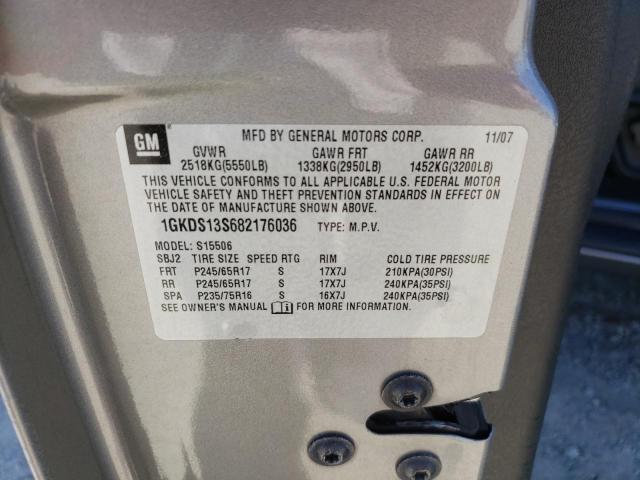 GM MFD BY GENERAL MOTORS CORP. 11/07
GVWR GAWR FRT GAWR RR
2518KG(5550LB) 1338KG(2950LB) 1452KG(3200LB)
THIS VEHICLE CONFORMS TO ALL APPLICABLE U.S. FEDERAL MOTOR
VEHICLE SAFETY AND THEFT PREVENTION STANDARDS IN EFFECT ON
THE DATE OF MANUFACTURE SHOWN ABOVE.
1GKDS13S682176036 TYPE: M.P.V.
MODEL: S15506
SBJ2 TIRE SIZE SPEED RTG RIM COLD TIRE PRESSURE
FRT P245/65R17 S 17X7J 210KPA(30PSI)
RR P245/65R17 S 17X7J 240KPA(35PSI)
SPA P235/75R16 S 16X7J 240KPA(35PSI)
SEE OWNER'S MANUAL FOR MORE INFORMATION.